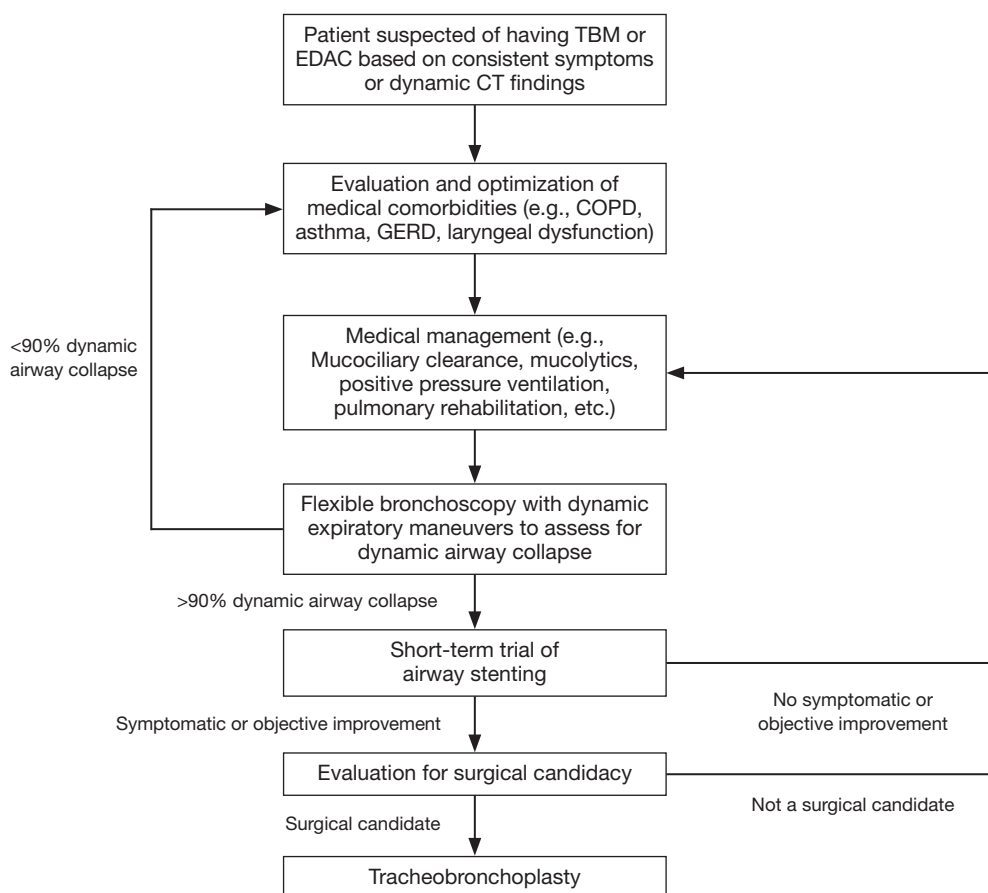 Patient suspected of having TBM or
EDAC based on consistent symptoms
or dynamic CT findings
Evaluation and optimization of
medical comorbidities (e.g., COPD,
asthma, GERD, laryngeal dysfunction)
<90% dynamic
airway collapse
Medical management (e.g.,
Mucociliary clearance, mucolytics,
positive pressure ventilation,
pulmonary rehabilitation, etc.)
Flexible bronchoscopy with dynamic
expiratory maneuvers to assess for
dynamic airway collapse
>90% dynamic airway collapse
Short-term trial of
airway stenting
Symptomatic or objective improvement
No symptomatic or
objective improvement
Evaluation for surgical candidacy
Not a surgical candidate
Surgical candidate
Tracheobronchoplasty